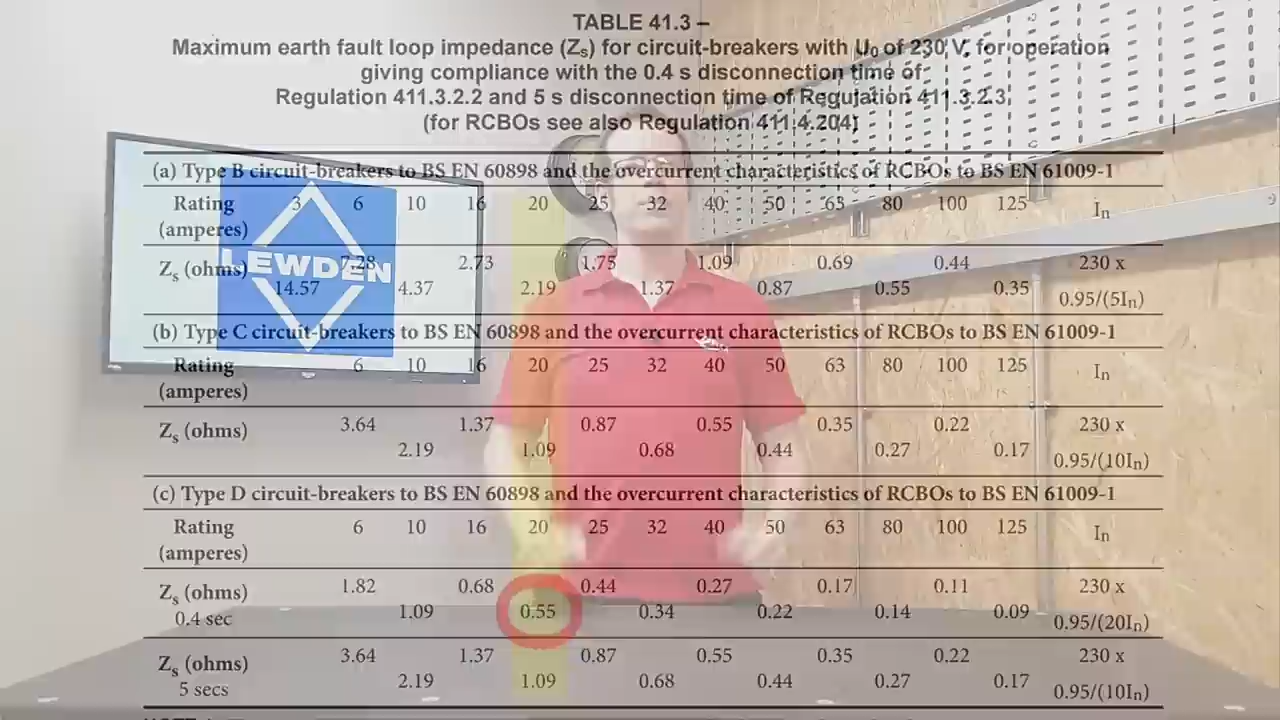 TABLE 41.3 –
Maximum earth fault loop impedance (Zs) for circuit-breakers with U0 of 230 V, for operation
giving compliance with the 0.4 s disconnection time of
Regulation 411.3.2.2 and 5 s disconnection time of Regulation 411.3.2.3
(for RCBOs see also Regulation 411.4.204)
(a) Type B circuit-breakers to BS EN 60898 and the overcurrent characteristics of RCBOs to BS EN 61009-1
Rating 3 6 10 16 20 25 32 40 50 63 80 100 125 In
(amperes)
Zs (ohms) 7.28 2.73 1.75 1.09 0.69 0.44 230 x
14.57 4.37 2.19 1.37 0.87 0.55 0.35 0.95/(5In)
LEWDEN
(b) Type C circuit-breakers to BS EN 60898 and the overcurrent characteristics of RCBOs to BS EN 61009-1
Rating 6 10 16 20 25 32 40 50 63 80 100 125 In
(amperes)
Zs (ohms) 3.64 1.37 0.87 0.55 0.35 0.22 230 x
2.19 1.09 0.68 0.44 0.27 0.17 0.95/(10In)
(c) Type D circuit-breakers to BS EN 60898 and the overcurrent characteristics of RCBOs to BS EN 61009-1
Rating 6 10 16 20 25 32 40 50 63 80 100 125 In
(amperes)
Zs (ohms) 1.82 0.68 0.44 0.27 0.17 0.11 230 x
0.4 sec 1.09 0.55 0.34 0.22 0.14 0.09 0.95/(20In)
Zs (ohms) 3.64 1.37 0.87 0.55 0.35 0.22 230 x
5 secs 2.19 1.09 0.68 0.44 0.27 0.17 0.95/(10In)